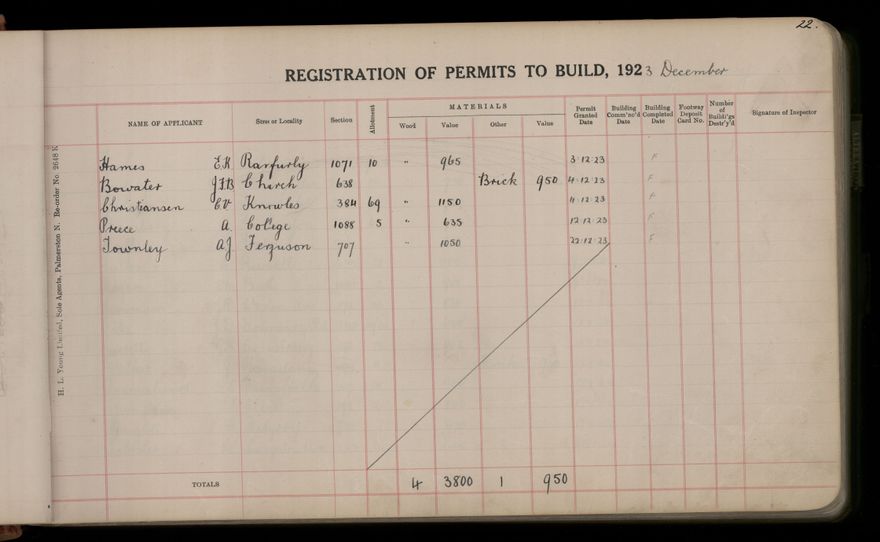 22.
REGISTRATION OF PERMITS TO BUILD, 1923 December
NAME OF APPLICANT Street or Locality Section Allotment MATERIALS Wood Value Other Value Permit Granted Date Building Comm'nc'd Date Building Completed Date Footway Deposit Card No. Number of Buildi'gs Destr'y'd Signature of Inspector
Hames E.H. Ranfurly 1071 10 " 965 3.12.23 F
Bowater J.T.B Church 638 Brick 950 4.12.23 F
Christiansen E.V. Knowles 384 69 " 1150 4.12.23 F
Preece A. College 1088 5 " 635 12.12.23 F
Townley A.J. Ferguson 707 " 1050 22.12.23 F
TOTALS 4 3800 1 950
H. L. Young Limited, Sole Agents, Palmerston N. Re-order No. 2648 K